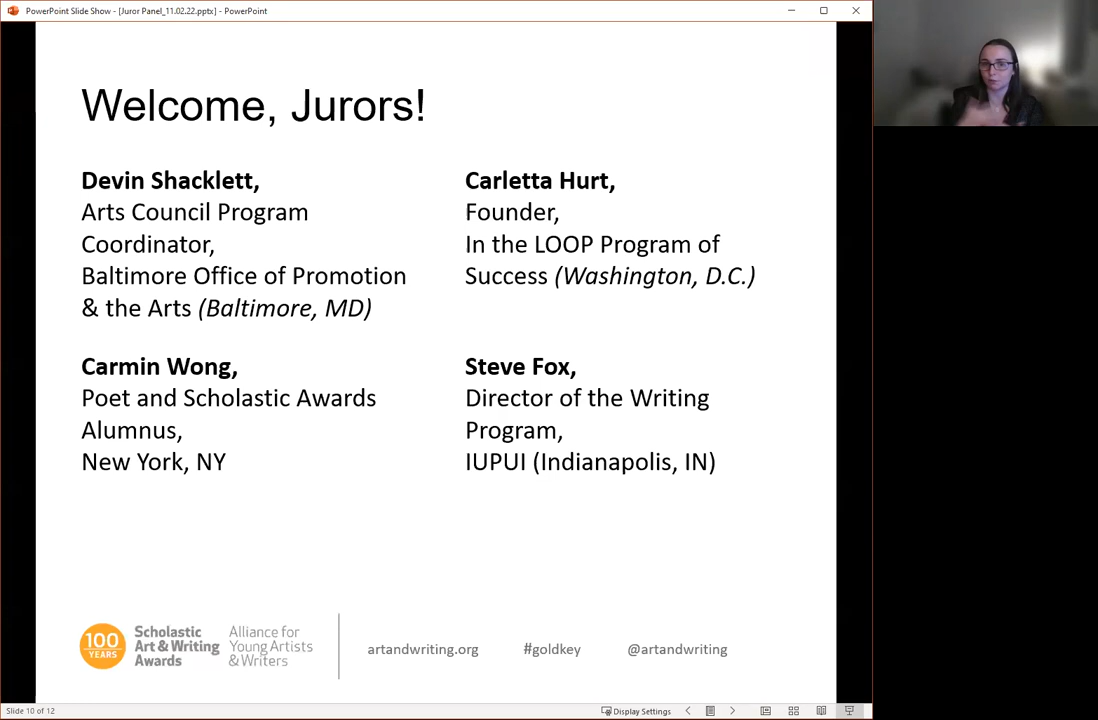 PowerPoint Slide Show - [Juror Panel_11.02.22.pptx] - PowerPoint
Welcome, Jurors!
Devin Shacklett,
Arts Council Program
Coordinator,
Baltimore Office of Promotion
& the Arts (Baltimore, MD)
Carletta Hurt,
Founder,
In the LOOP Program of
Success (Washington, D.C.)
Carmin Wong,
Poet and Scholastic Awards
Alumnus,
New York, NY
Steve Fox,
Director of the Writing
Program,
IUPUI (Indianapolis, IN)
100
YEARS
Scholastic
Art & Writing
Awards
Alliance for
Young Artists
& Writers
artandwriting.org
#goldkey
@artandwriting
Slide 10 of 12
Display Settings